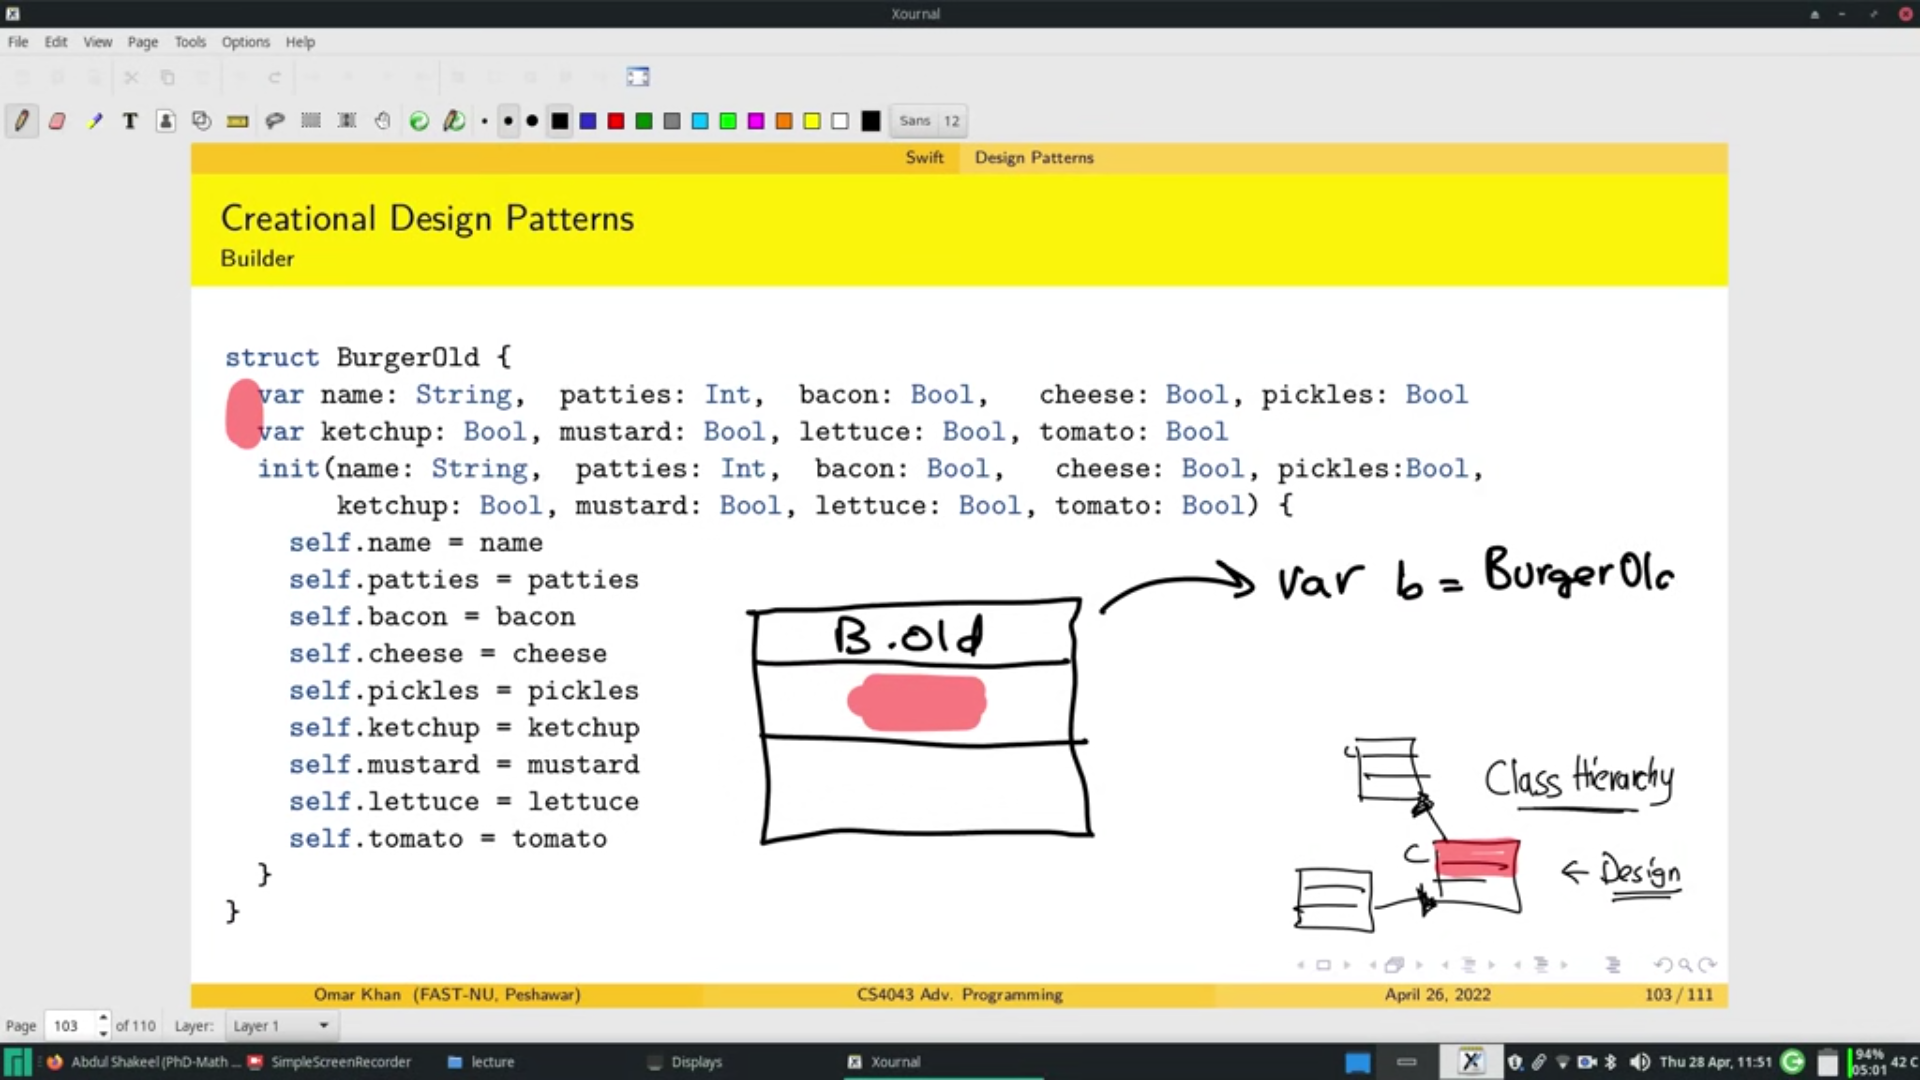 Xournal
File Edit View Page Tools Options Help
T Sans 12
Swift Design Patterns
Creational Design Patterns
Builder
struct BurgerOld {
var name: String, patties: Int, bacon: Bool, cheese: Bool, pickles: Bool
var ketchup: Bool, mustard: Bool, lettuce: Bool, tomato: Bool
init(name: String, patties: Int, bacon: Bool, cheese: Bool, pickles:Bool,
ketchup: Bool, mustard: Bool, lettuce: Bool, tomato: Bool) {
self.name = name
self.patties = patties
self.bacon = bacon
self.cheese = cheese
self.pickles = pickles
self.ketchup = ketchup
self.mustard = mustard
self.lettuce = lettuce
self.tomato = tomato
}
}
var b = BurgerOld
B.old
Class Hierarchy
C
← Design
Omar Khan (FAST-NU, Peshawar) CS4043 Adv. Programming April 26, 2022 103 / 111
Page 103 of 110 Layer: Layer 1
Abdul Shakeel (PhD-Math ... SimpleScreenRecorder lecture Displays Xournal Thu 28 Apr, 11:51 94% 05:01 42 C